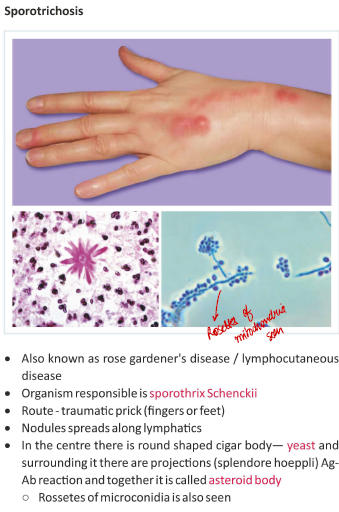 Sporotrichosis
Rosettes of
mitochondria
seen
• Also known as rose gardener's disease / lymphocutaneous
disease
• Organism responsible is sporothrix Schenckii
• Route - traumatic prick (fingers or feet)
• Nodules spreads along lymphatics
• In the centre there is round shaped cigar body— yeast and
surrounding it there are projections (splendore hoeppli) Ag-
Ab reaction and together it is called asteroid body
○ Rossetes of microconidia is also seen